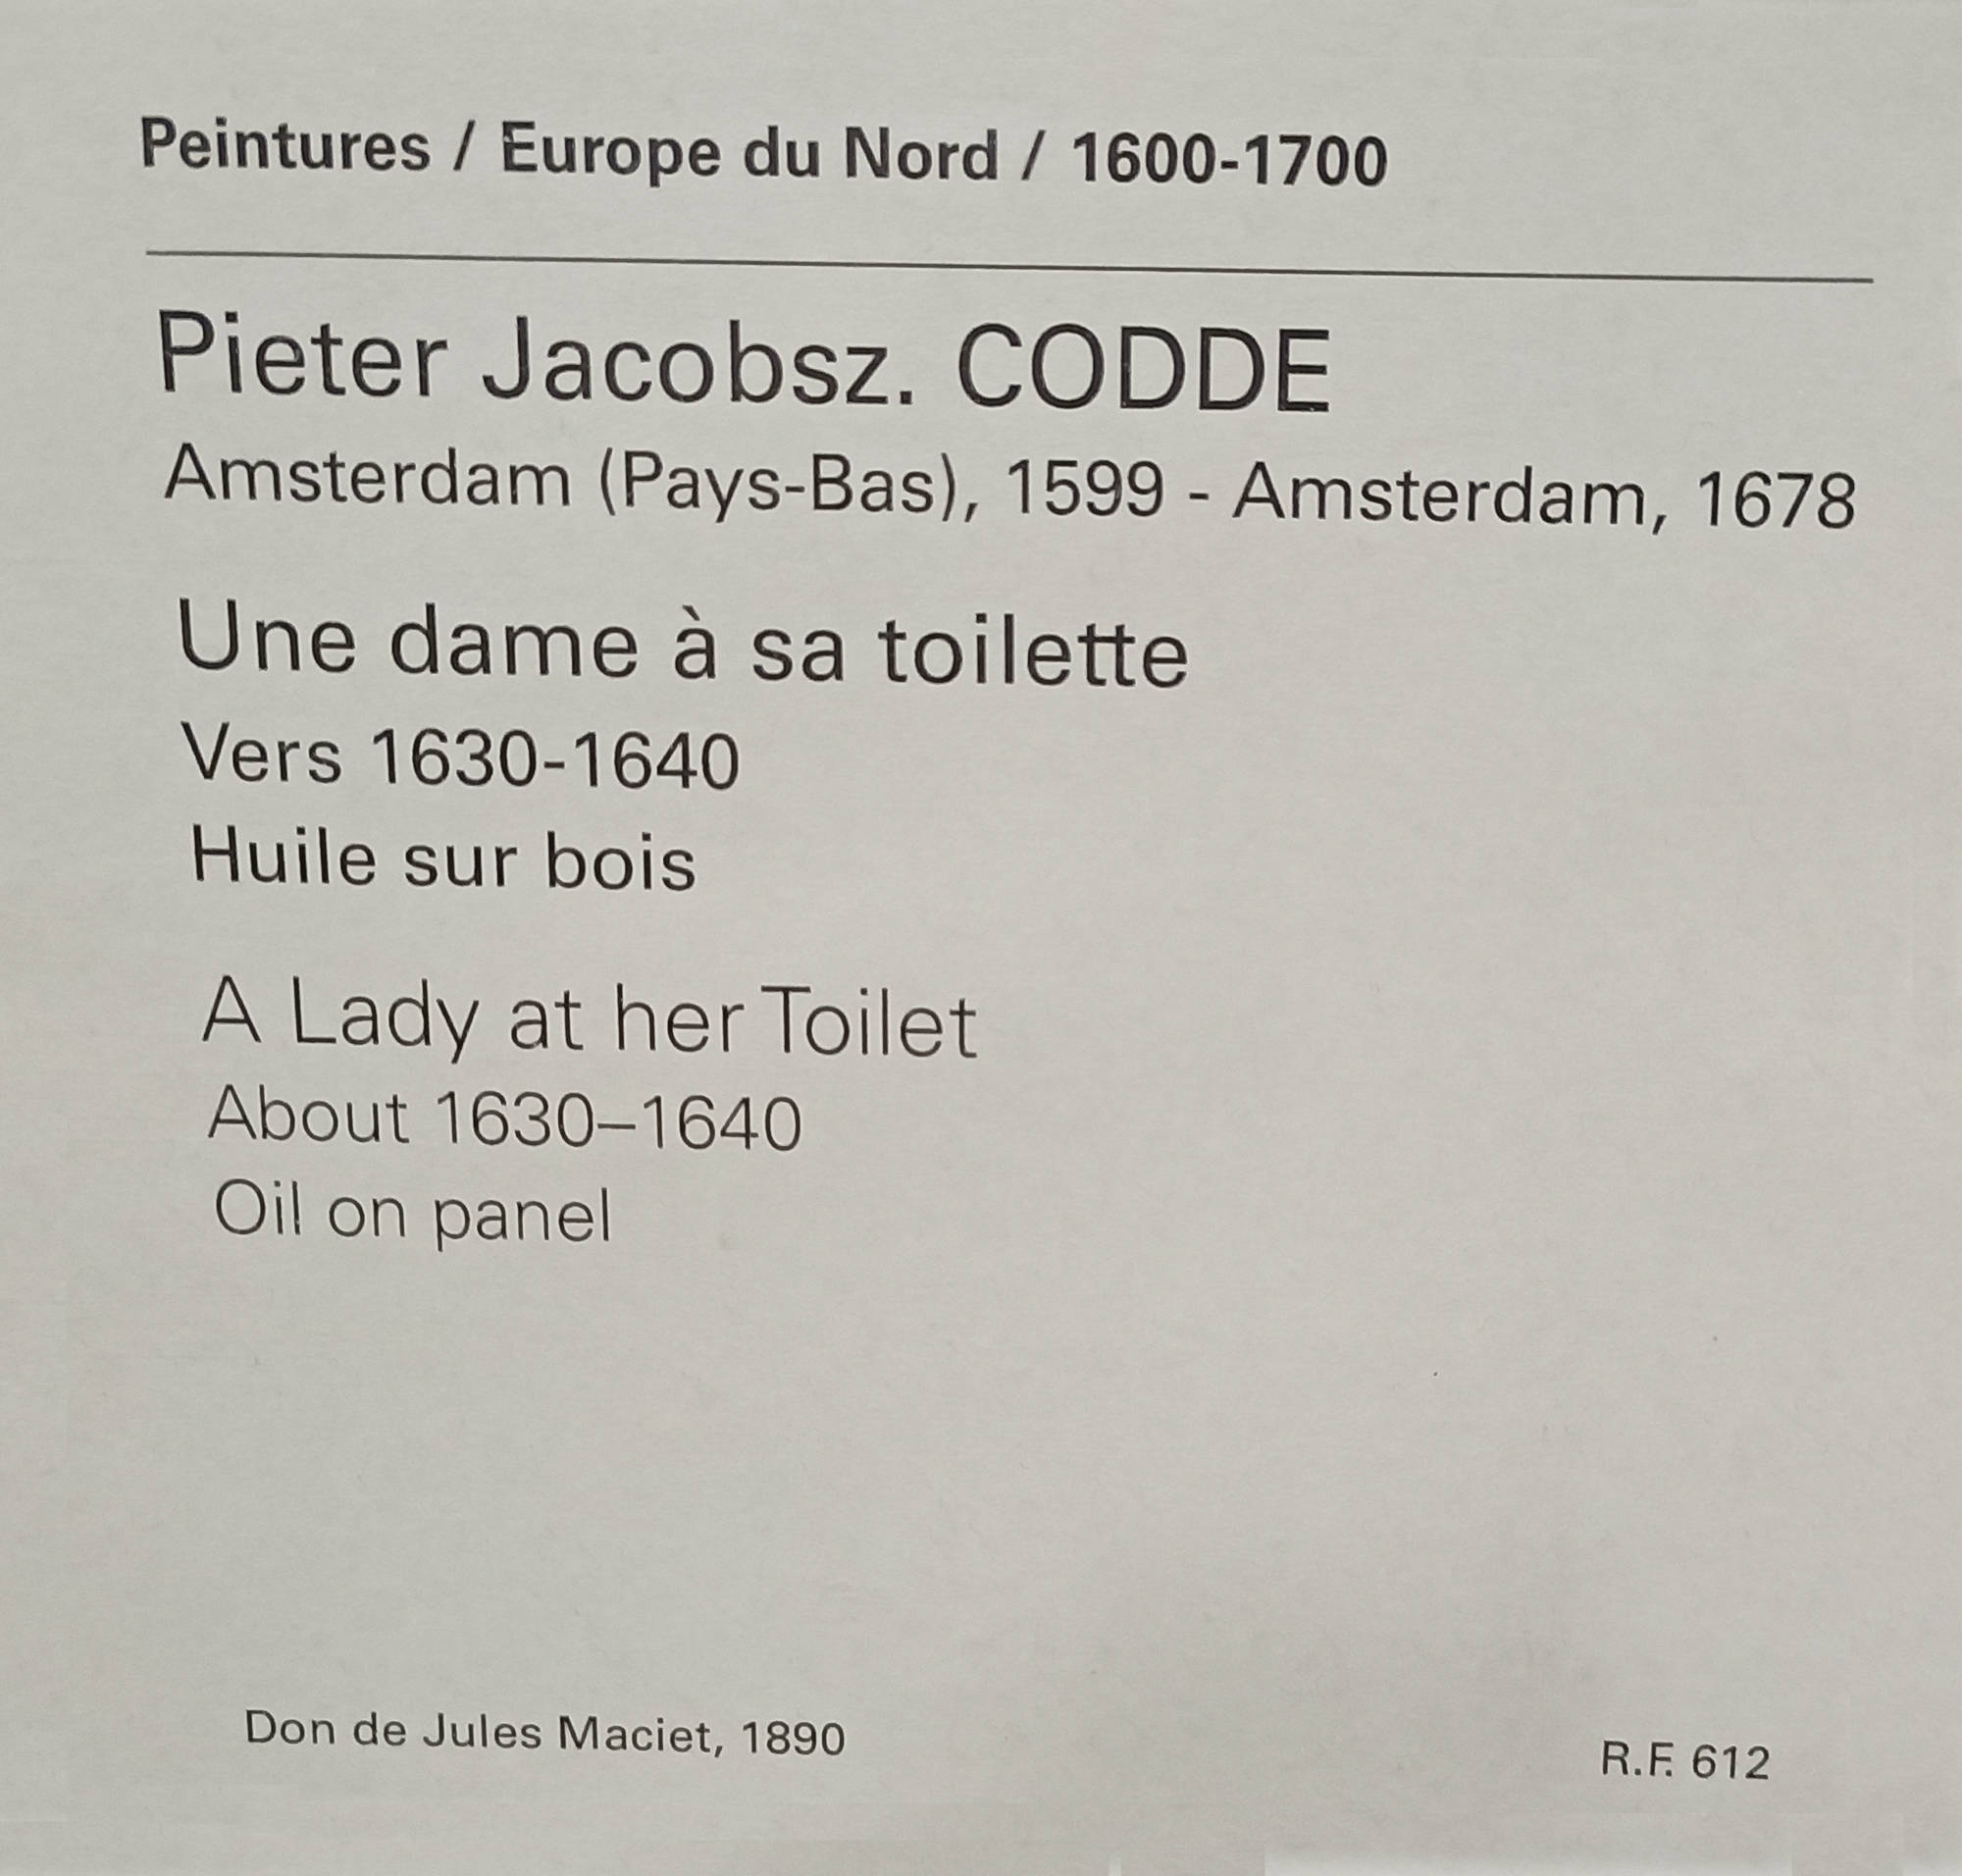 Peintures / Europe du Nord / 1600-1700
Pieter Jacobsz. CODDE
Amsterdam (Pays-Bas), 1599 - Amsterdam, 1678
Une dame à sa toilette
Vers 1630-1640
Huile sur bois
A Lady at her Toilet
About 1630–1640
Oil on panel
Don de Jules Maciet, 1890
R.F. 612